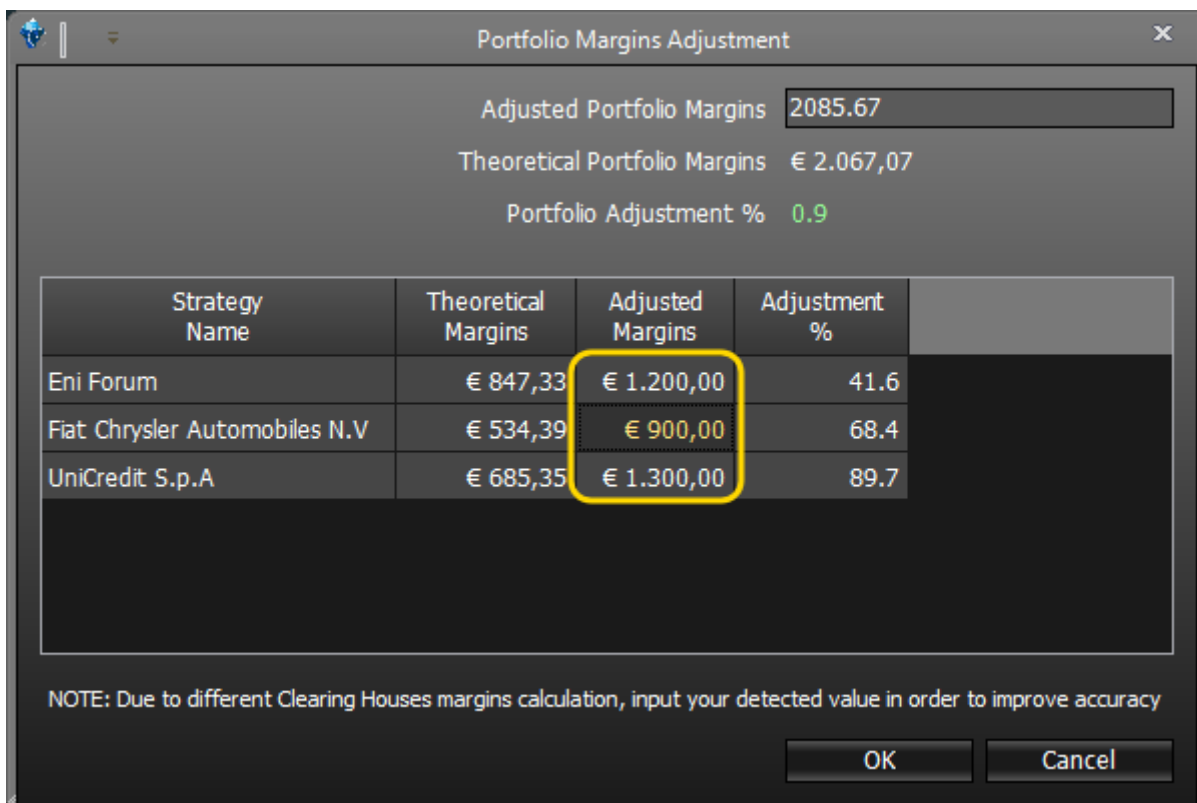 Portfolio Margins Adjustment
Adjusted Portfolio Margins 2085.67
Theoretical Portfolio Margins € 2.067,07
Portfolio Adjustment % 0.9
Strategy Name Theoretical Margins Adjusted Margins Adjustment %
Eni Forum € 847,33 € 1.200,00 41.6
Fiat Chrysler Automobiles N.V € 534,39 € 900,00 68.4
UniCredit S.p.A € 685,35 € 1.300,00 89.7
NOTE: Due to different Clearing Houses margins calculation, input your detected value in order to improve accuracy
OK Cancel